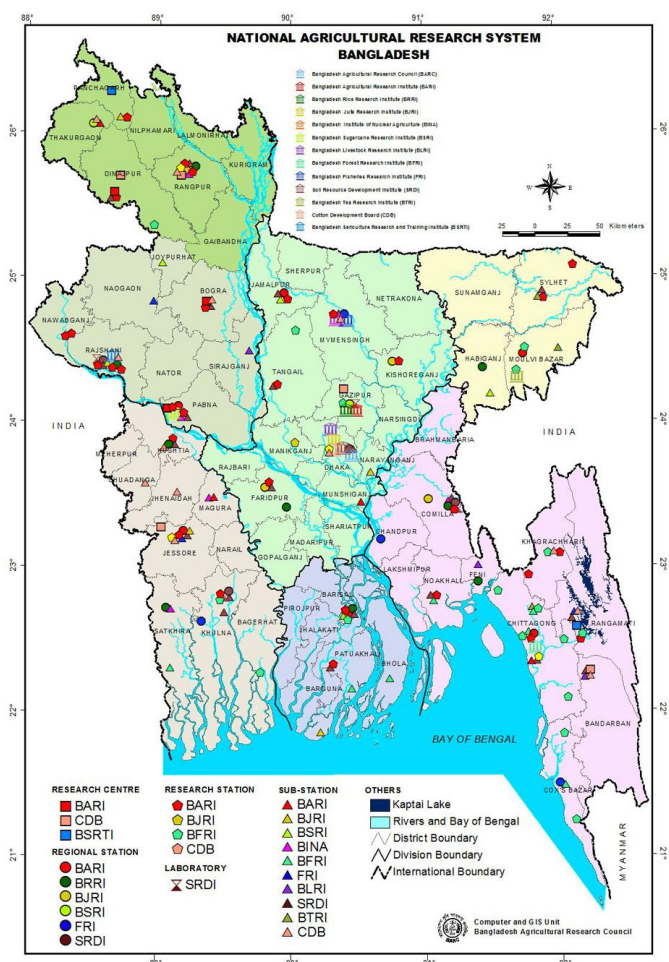 88° 89° 90° 91° 92°
NATIONAL AGRICULTURAL RESEARCH SYSTEM
BANGLADESH
Bangladesh Agricultural Research Council (BARC)
Bangladesh Agricultural Research Institute (BARI)
Bangladesh Rice Research Institute (BRRI)
Bangladesh Jute Research Institute (BJRI)
Bangladesh Institute of Nuclear Agriculture (BINA)
Bangladesh Sugarcane Research Institute (BSRI)
Bangladesh Livestock Research Institute (BLRI)
Bangladesh Forest Research Institute (BFRI)
Bangladesh Fisheries Research Institute (FRI)
Soil Resource Development Institute (SRDI)
Bangladesh Tea Research Institute (BTRI)
Cotton Development Board (CDB)
Bangladesh Sericulture Research and Training Institute (BSRTI)
N
W E
S
25 0 25 50 Kilometers
PANCHAGARH
26° 26°
THAKURGAON
NILPHAMARI
LALMONIRHAT
KURIGRAM
DINAJPUR
RANGPUR
GAIBANDHA
25° 25°
JOYPURHAT
SHERPUR
NAOGAON
BOGRA
JAMALPUR
NETRAKONA
SUNAMGANJ
SYLHET
NAWABGANJ
MYMENSINGH
RAJSHAHI
NATOR
SIRAJGANJ
TANGAIL
KISHOREGANJ
HABIGANJ
MOULVI BAZAR
PABNA
GAZIPUR
24° 24°
INDIA
NARSINGDI
BRAHMANBARIA
INDIA
MEHERPUR
KUSHTIA
RAJBARI
MANIKGANJ
DHAKA
NARAYANGANJ
CHUADANGA
JHENAIDAH
MAGURA
FARIDPUR
MUNSHIGANJ
COMILLA
SHARIATPUR
CHANDPUR
KHAGRACHHARI
JESSORE
NARAIL
GOPALGANJ
MADARIPUR
23° 23°
LAKSHMIPUR
FENI
NOAKHALI
BARISAL
PIROJPUR
BAGERHAT
SATKHIRA
KHULNA
JHALAKATI
CHITTAGONG
RANGAMATI
PATUAKHALI
BHOLA
BARGUNA
22° 22°
BANDARBAN
BAY OF BENGAL
COX'S BAZAR
MYANMAR
21° 21°
RESEARCH CENTRE
BARI
CDB
BSRTI
REGIONAL STATION
BARI
BRRI
BJRI
BSRI
FRI
SRDI
RESEARCH STATION
BARI
BJRI
BFRI
CDB
LABORATORY
SRDI
SUB-STATION
BARI
BJRI
BSRI
BINA
BFRI
FRI
BLRI
SRDI
BTRI
CDB
OTHERS
Kaptai Lake
Rivers and Bay of Bengal
District Boundary
Division Boundary
International Boundary
BARC
Computer and GIS Unit
Bangladesh Agricultural Research Council